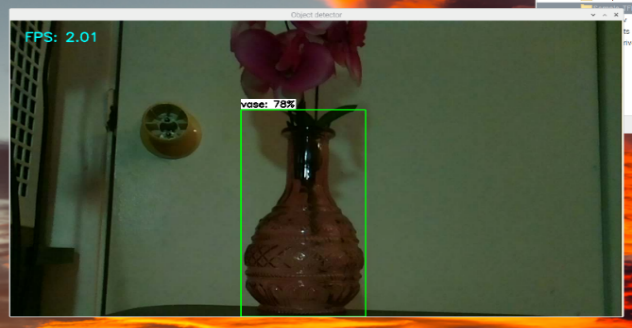 Object detector
FPS: 2.01
vase: 78%